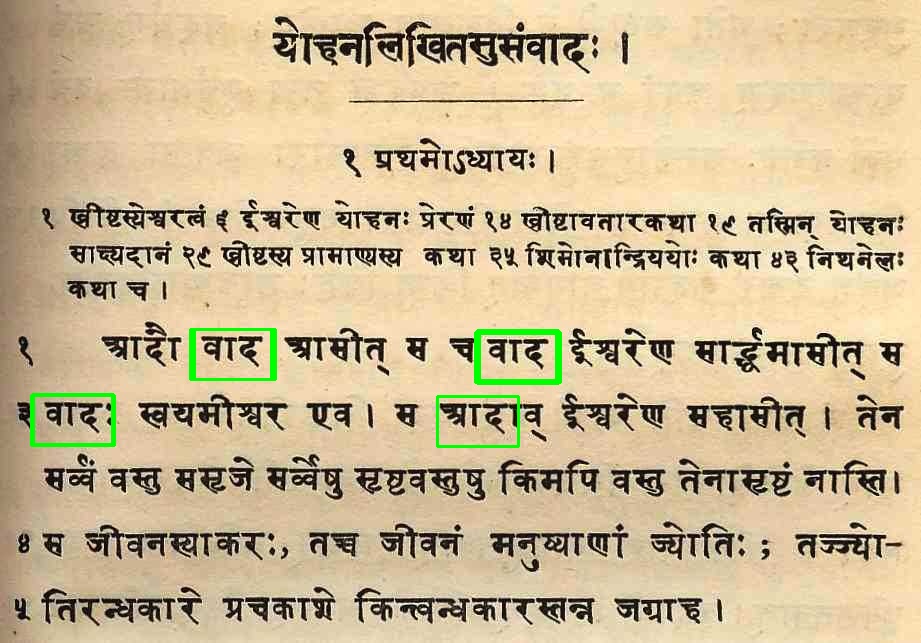 योहनलिखितसुसंवादः ।
१ प्रथमोऽध्यायः ।
१ ख्रीष्टस्येश्वरत्वं ६ ईश्वरेण योहनः प्रेरणं १४ ख्रीष्टावतारकथा १९ तस्मिन् योहनः
साक्ष्यदानं २९ ख्रीष्टस्य प्रामाण्यस्य कथा ३५ शिमोनान्द्रिययोः कथा ४३ निथनेलः
कथा च ।
१ आदौ वाद आसीत् स च वाद ईश्वरेण सार्द्धमासीत् स
३ वादः स्वयमीश्वर एव । स आदाव् ईश्वरेण सहासीत् । तेन
सर्व्वं वस्तु ससृजे सर्व्वेषु सृष्टवस्तुषु किमपि वस्तु तेनासृष्टं नास्ति।
४ स जीवनस्याकरः, तच्च जीवनं मनुष्याणां ज्योतिः ; तज्ज्यो-
५ तिरन्धकारे प्रचकाशे किन्त्वन्धकारस्तन्न जग्राह ।